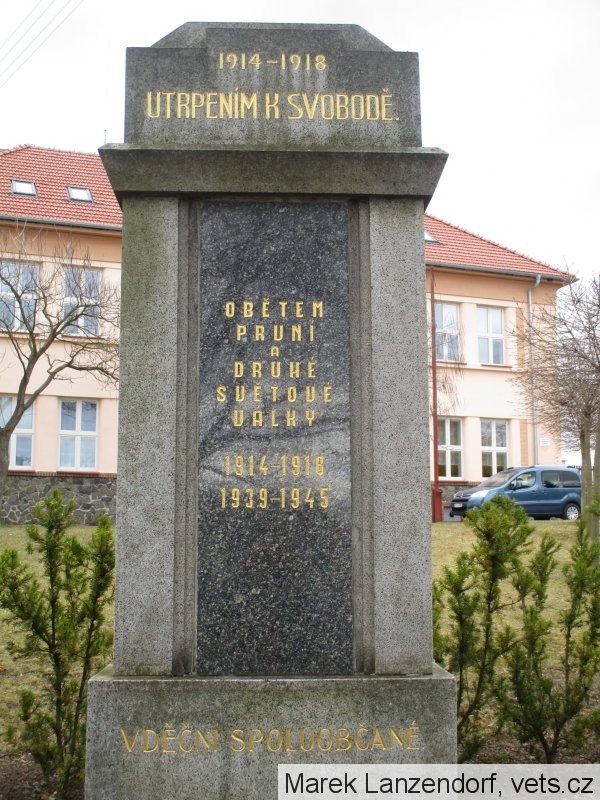 1914-1918
UTRPENÍM K SVOBODĚ.
OBĚTEM
PRVNÍ
A
DRUHÉ
SVĚTOVÉ
VÁLKY
1914-1918
1939-1945
VDĚČNÍ SPOLUOBČANÉ.
Marek Lanzendorf, vets.cz